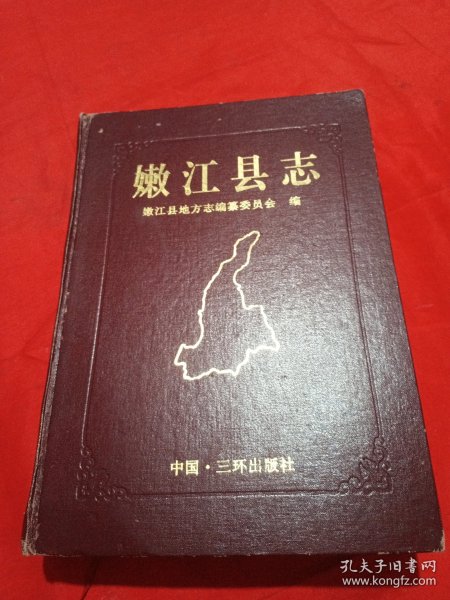 嫩江县志
嫩江县地方志编纂委员会 编
中国·三环出版社
孔夫子旧书网
www.kongfz.com